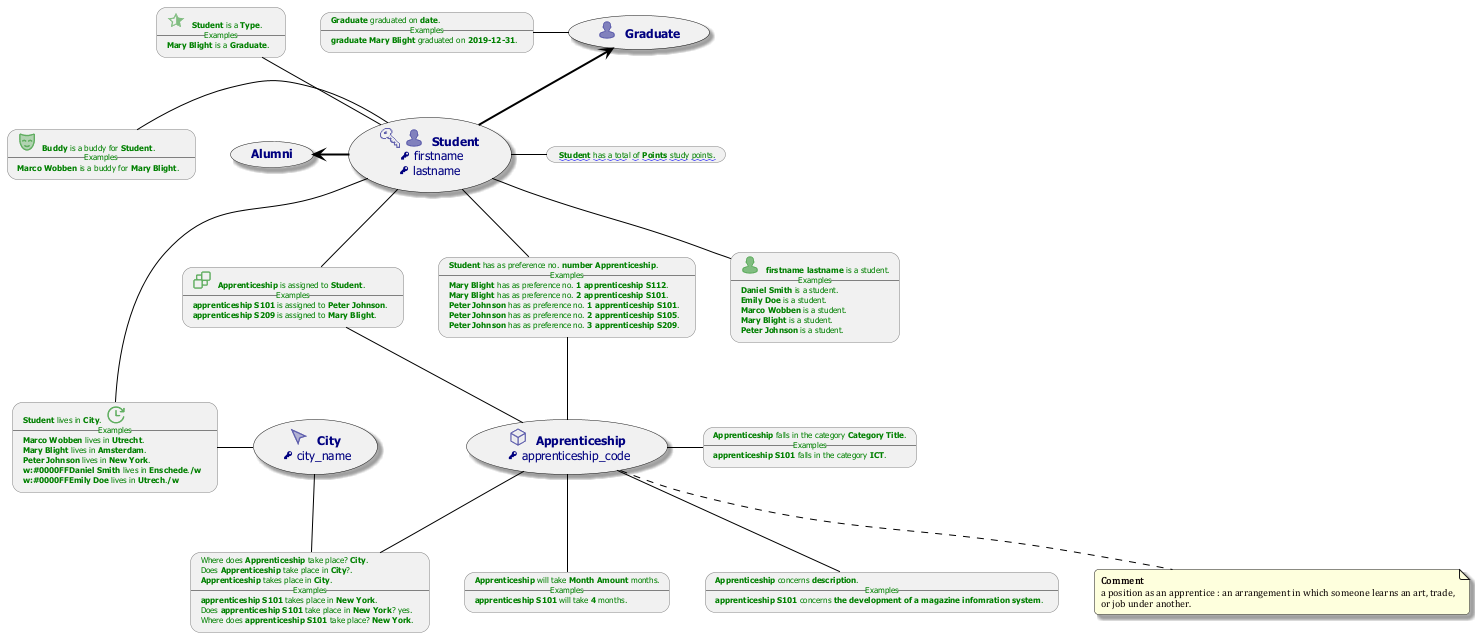 Student is a Type.
Examples
Mary Blight is a Graduate.
Graduate graduated on date.
Examples
graduate Mary Blight graduated on 2019-12-31.
Graduate
Buddy is a buddy for Student.
Examples
Marco Wobben is a buddy for Mary Blight.
Alumni
Student
firstname
lastname
Student has a total of Points study points.
Apprenticeship is assigned to Student.
Examples
apprenticeship S101 is assigned to Peter Johnson.
apprenticeship S209 is assigned to Mary Blight.
Student has as preference no. number Apprenticeship.
Examples
Mary Blight has as preference no. 1 apprenticeship S112.
Mary Blight has as preference no. 2 apprenticeship S101.
Peter Johnson has as preference no. 1 apprenticeship S101.
Peter Johnson has as preference no. 2 apprenticeship S105.
Peter Johnson has as preference no. 3 apprenticeship S209.
firstname lastname is a student.
Examples
Daniel Smith is a student.
Emily Doe is a student.
Marco Wobben is a student.
Mary Blight is a student.
Peter Johnson is a student.
Student lives in City.
Examples
Marco Wobben lives in Utrecht.
Mary Blight lives in Amsterdam.
Peter Johnson lives in New York.
w:#0000FFDaniel Smith lives in Enschede./w
w:#0000FFEmily Doe lives in Utrech./w
City
city_name
Apprenticeship
apprenticeship_code
Apprenticeship falls in the category Category Title.
Examples
apprenticeship S101 falls in the category ICT.
Where does Apprenticeship take place? City.
Does Apprenticeship take place in City?.
Apprenticeship takes place in City.
Examples
apprenticeship S101 takes place in New York.
Does apprenticeship S101 take place in New York? yes.
Where does apprenticeship S101 take place? New York.
Apprenticeship will take Month Amount months.
Examples
apprenticeship S101 will take 4 months.
Apprenticeship concerns description.
Examples
apprenticeship S101 concerns the development of a magazine infomration system.
Comment
a position as an apprentice : an arrangement in which someone learns an art, trade,
or job under another.